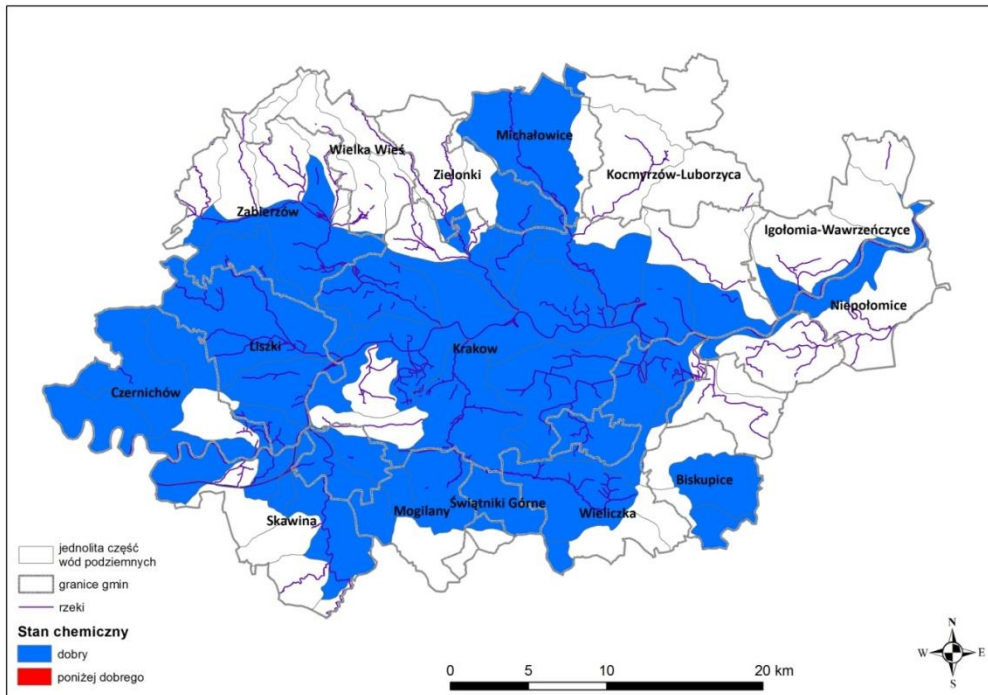 Michałowice
Wielka Wieś
Zielonki
Kocmyrzów-Luborzyca
Zabierzów
Igołomia-Wawrzeńczyce
Niepołomice
Liszki
Krakow
Czernichów
Biskupice
Świątniki Górne
Wieliczka
Mogilany
Skawina
jednolita część
wód podziemnych
granice gmin
rzeki
Stan chemiczny
dobry
poniżej dobrego
0 5 10 20 km
N
W E
S